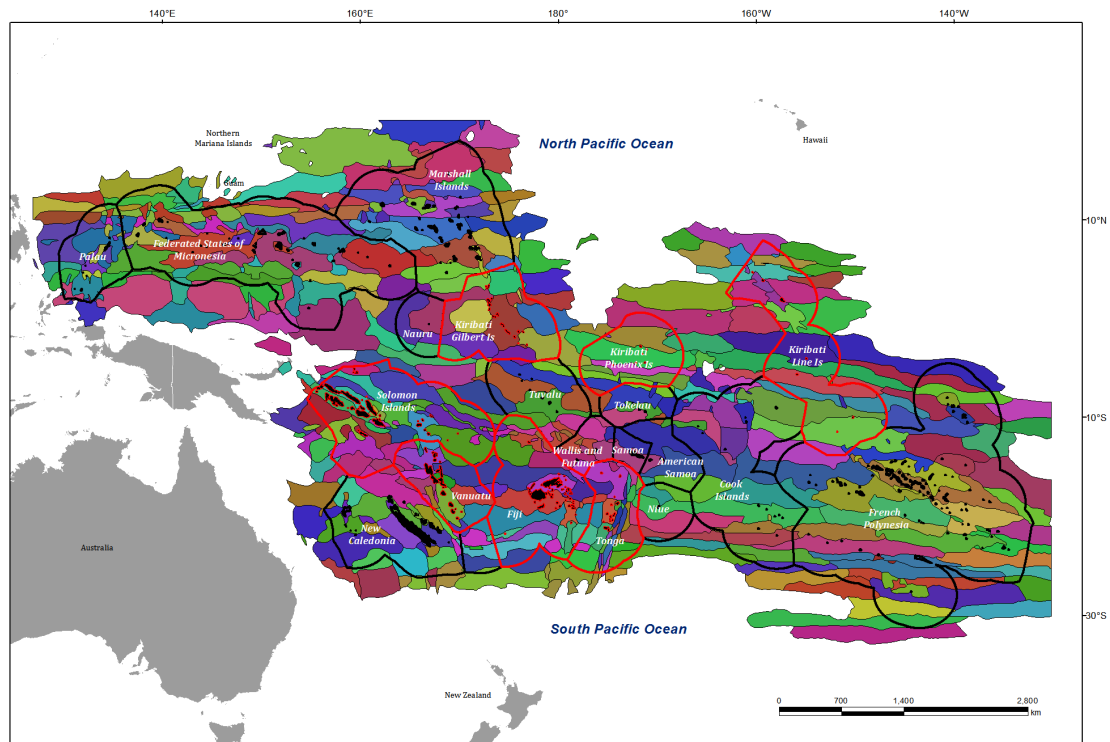 140°E 160°E 180° 160°W 140°W
Northern
Mariana Islands
North Pacific Ocean
Hawaii
Marshall
Islands
Guam
10°N
Federated States of
Micronesia
Palau
Nauru
Kiribati
Gilbert Is
Kiribati
Phoenix Is
Kiribati
Line Is
Solomon
Islands
Tuvalu
Tokelau
10°S
Wallis and
Futuna
Samoa
American
Samoa
Cook
Islands
Vanuatu
Fiji
Niue
French
Polynesia
New
Caledonia
Tonga
Australia
30°S
South Pacific Ocean
New Zealand
0 700 1,400 2,800
km